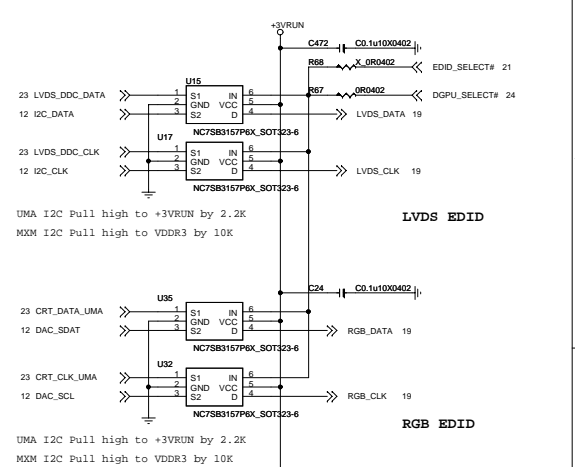 +3VRUN
C472 C0.1u10X0402
R68 X_0R0402 EDID_SELECT# 21
U15
R67 0R0402 DGPU_SELECT# 24
23 LVDS_DDC_DATA 1 S1 IN 6
2 GND VCC 5
12 I2C_DATA 3 S2 D 4 LVDS_DATA 19
NC7SB3157P6X_SOT323-6
U17
23 LVDS_DDC_CLK 1 S1 IN 6
2 GND VCC 5
12 I2C_CLK 3 S2 D 4 LVDS_CLK 19
NC7SB3157P6X_SOT323-6
UMA I2C Pull high to +3VRUN by 2.2K
LVDS EDID
MXM I2C Pull high to VDDR3 by 10K
C24 C0.1u10X0402
U35
23 CRT_DATA_UMA 1 S1 IN 6
2 GND VCC 5
12 DAC_SDAT 3 S2 D 4 RGB_DATA 19
NC7SB3157P6X_SOT323-6
U32
23 CRT_CLK_UMA 1 S1 IN 6
2 GND VCC 5
12 DAC_SCL 3 S2 D 4 RGB_CLK 19
NC7SB3157P6X_SOT323-6
RGB EDID
UMA I2C Pull high to +3VRUN by 2.2K
MXM I2C Pull high to VDDR3 by 10K